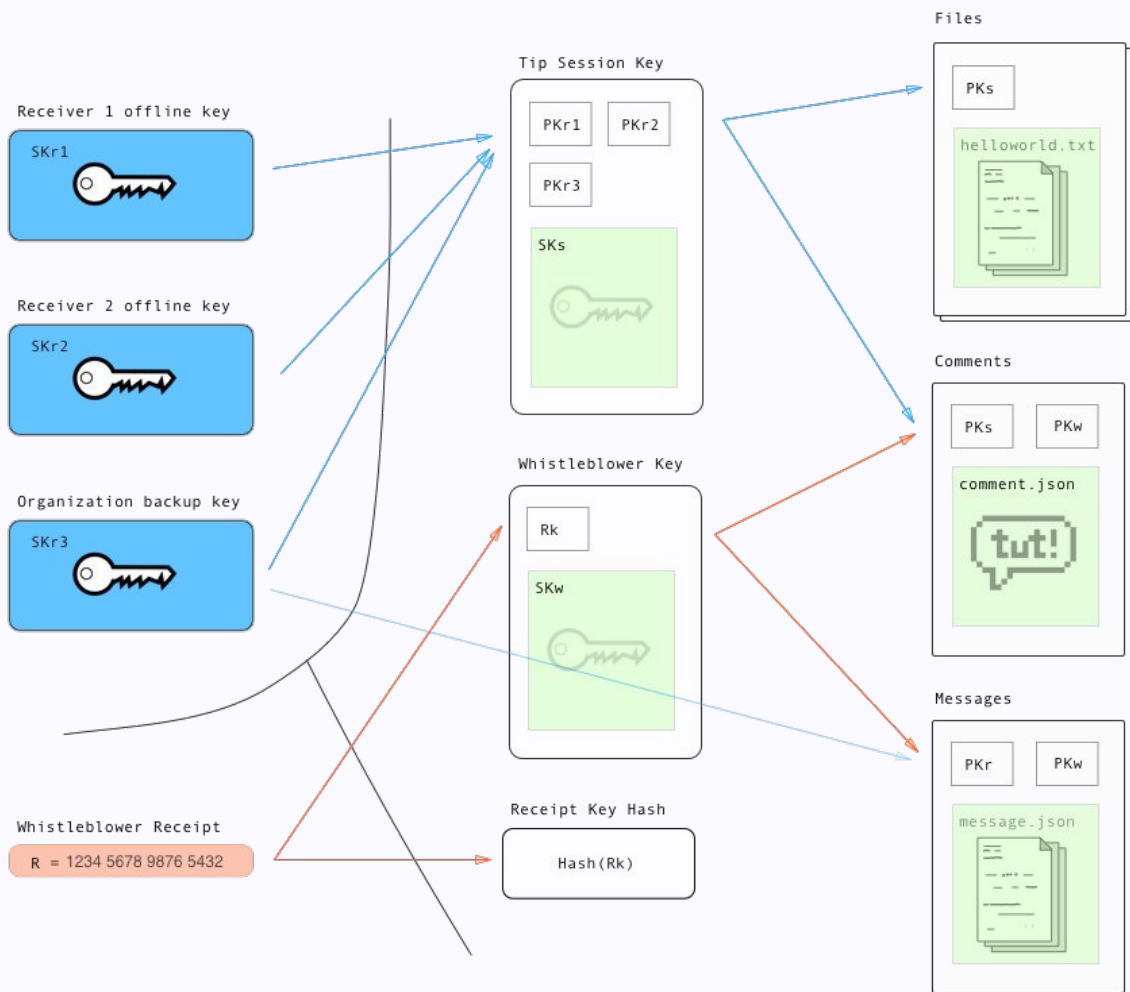 Files
Tip Session Key
PKs
Receiver 1 offline key
PKr1 PKr2
SKr1
helloworld.txt
PKr3
SKs
Receiver 2 offline key
SKr2
Comments
PKs PKw
Whistleblower Key
comment.json
Organization backup key
Rk
SKr3
tut!
SKw
Messages
PKr PKw
Receipt Key Hash
message.json
Whistleblower Receipt
R = 1234 5678 9876 5432
Hash(Rk)